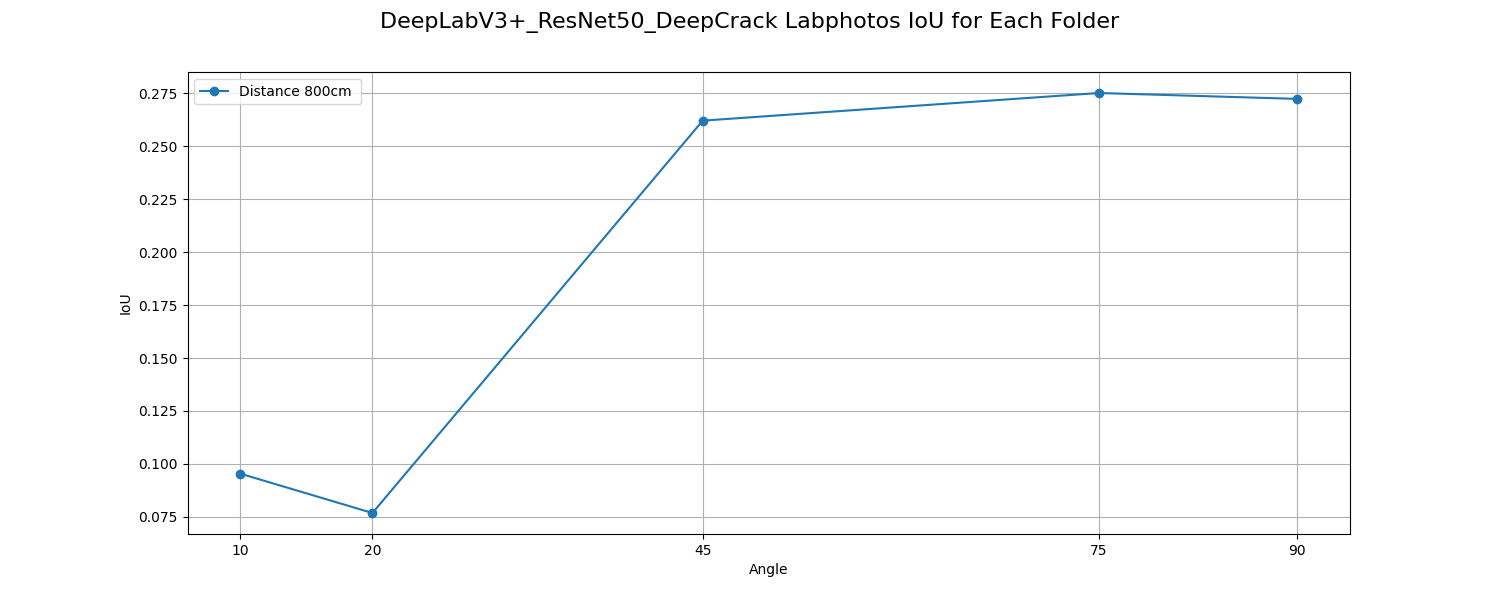 DeepLabV3+_ResNet50_DeepCrack Labphotos IoU for Each Folder
Distance 800cm
0.275
0.250
0.225
0.200
0.175
0.150
0.125
0.100
0.075
IoU
10 20 45 75 90
Angle